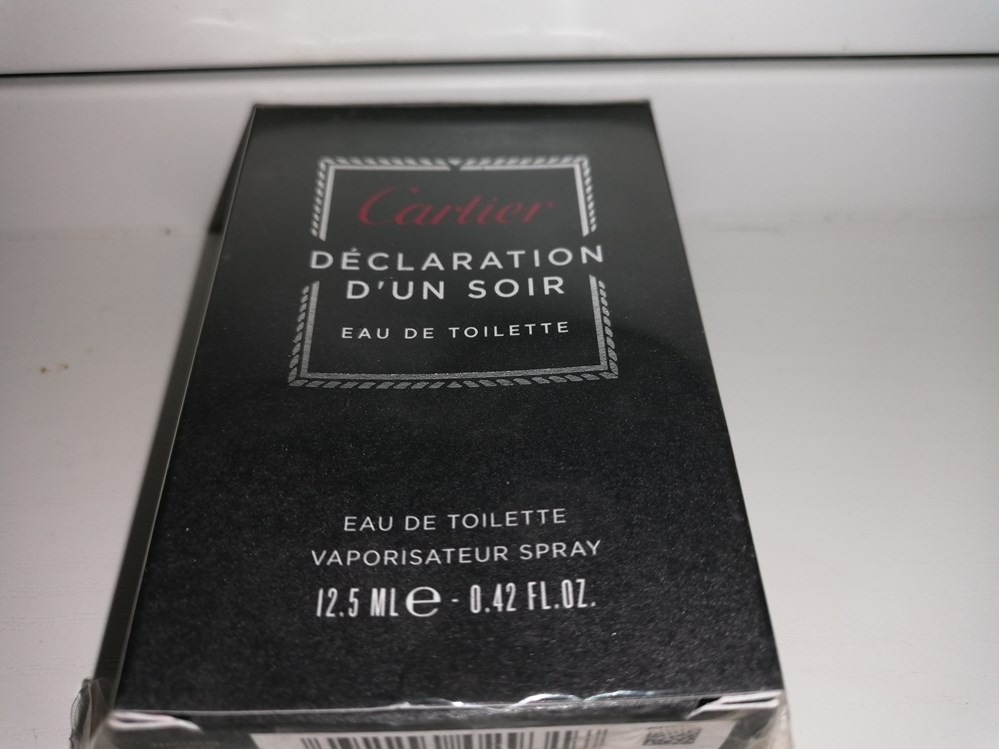 Cartier
DÉCLARATION
D'UN SOIR
EAU DE TOILETTE
EAU DE TOILETTE
VAPORISATEUR SPRAY
12.5 ML e - 0.42 FL.OZ.